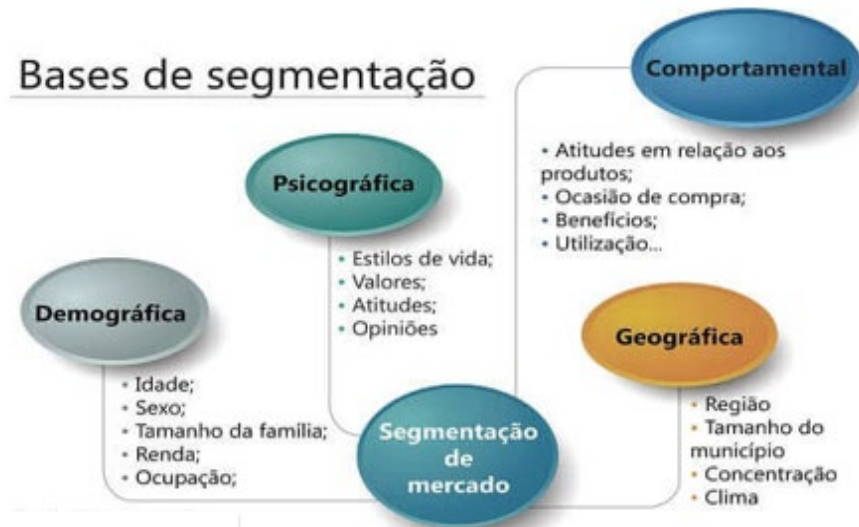 Bases de segmentação
Comportamental
• Atitudes em relação aos
produtos;
• Ocasião de compra;
• Benefícios;
• Utilização...
Psicográfica
• Estilos de vida;
• Valores;
• Atitudes;
• Opiniões
Demográfica
• Idade;
• Sexo;
• Tamanho da família;
• Renda;
• Ocupação;
Geográfica
• Região
• Tamanho do
município
• Concentração
• Clima
Segmentação
de
mercado